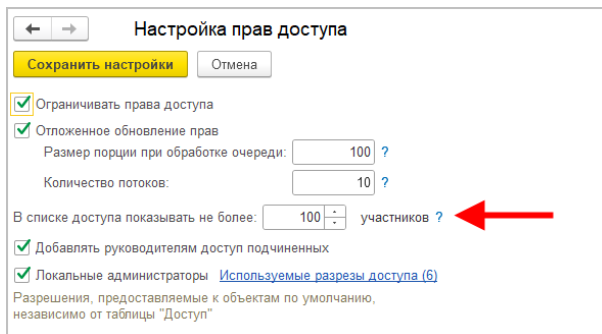 Настройка прав доступа
Сохранить настройки Отмена
Ограничивать права доступа
Отложенное обновление прав
Размер порции при обработке очереди: 100 ?
Количество потоков: 10 ?
В списке доступа показывать не более: 100 участников ?
Добавлять руководителям доступ подчиненных
Локальные администраторы Используемые разрезы доступа (6)
Разрешения, предоставляемые к объектам по умолчанию,
независимо от таблицы "Доступ"